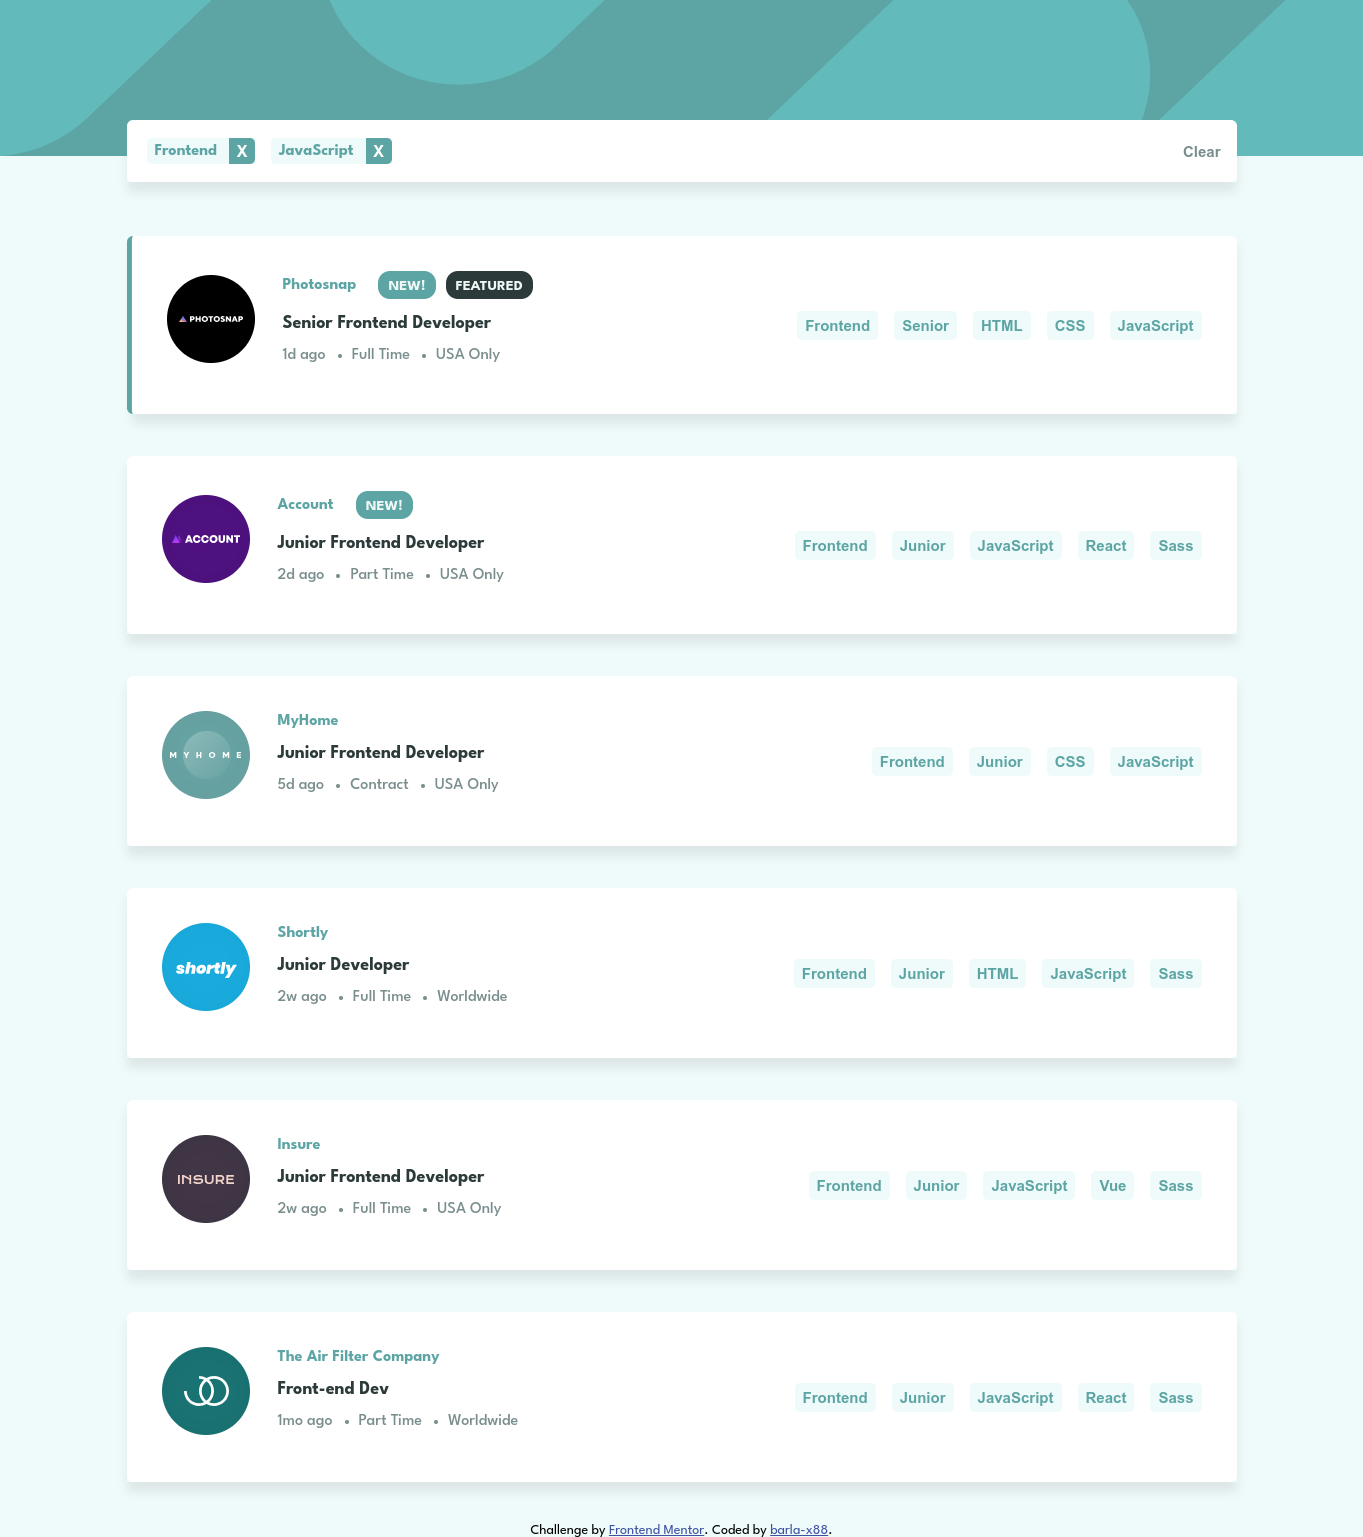 Frontend X JavaScript X Clear
PHOTOSNAP
Photosnap NEW! FEATURED
Senior Frontend Developer
1d ago • Full Time • USA Only
Frontend Senior HTML CSS JavaScript
ACCOUNT
Account NEW!
Junior Frontend Developer
2d ago • Part Time • USA Only
Frontend Junior JavaScript React Sass
MYHOME
MyHome
Junior Frontend Developer
5d ago • Contract • USA Only
Frontend Junior CSS JavaScript
shortly
Shortly
Junior Developer
2w ago • Full Time • Worldwide
Frontend Junior HTML JavaScript Sass
INSURE
Insure
Junior Frontend Developer
2w ago • Full Time • USA Only
Frontend Junior JavaScript Vue Sass
The Air Filter Company
Front-end Dev
1mo ago • Part Time • Worldwide
Frontend Junior JavaScript React Sass
Challenge by Frontend Mentor. Coded by barla-x88.